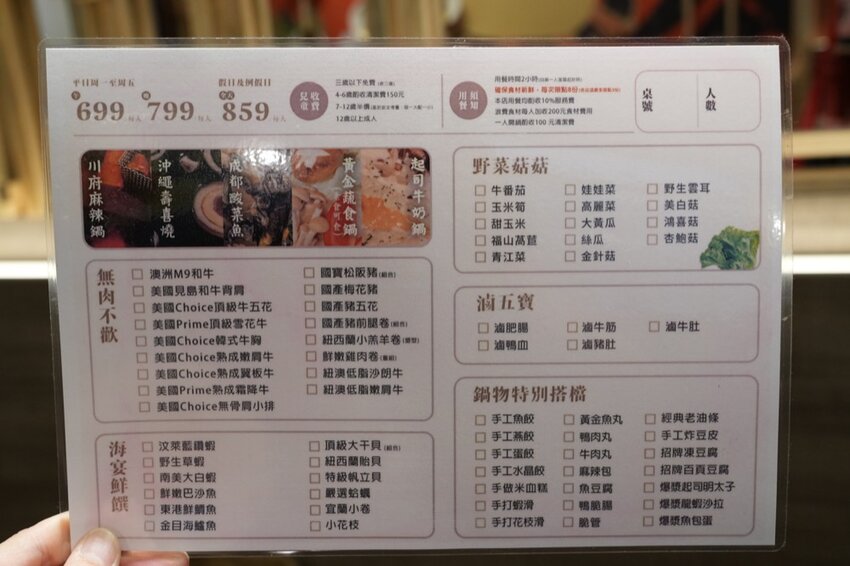 平日周一至周五
假日及例假日
午 699 每人
晚 799 每人
全天 859 每人
兒童收費
三歲以下免費
4-6歲酌收清潔費150元
7-12歲半價
12歲以上成人
用餐須知
用餐時間2小時
確保食材新鮮，每次限點8份
本店用餐均酌收10%服務費
浪費食材每人加收200元食材費用
一人開鍋酌收100 元清潔費
桌號
人數
川府麻辣鍋
沖繩壽喜燒
成都酸菜魚
黃金蔬食鍋
起司牛奶鍋
無肉不歡
澳洲M9和牛
美國見島和牛背肩
美國Choice頂級牛五花
美國Prime頂級雪花牛
美國Choice韓式牛胸
美國Choice熟成嫩肩牛
美國Choice熟成翼板牛
美國Prime熟成霜降牛
美國Choice無骨肩小排
國寶松阪豬(組合)
國產梅花豬
國產豬五花
國產豬前腿卷(組合)
紐西蘭小羔羊卷
鮮嫩雞肉卷
紐澳低脂沙朗牛
紐澳低脂嫩肩牛
海宴鮮饌
汶萊藍鑽蝦
野生草蝦
南美大白蝦
鮮嫩巴沙魚
東港鮮鯛魚
金目海鱸魚
頂級大干貝(組合)
紐西蘭貽貝
特級帆立貝
嚴選蛤蠣
宜蘭小卷
小花枝
野菜菇菇
牛番茄
玉米筍
甜玉米
福山萵苣
青江菜
娃娃菜
高麗菜
大黃瓜
絲瓜
金針菇
野生雲耳
美白菇
鴻喜菇
杏鮑菇
滷五寶
滷肥腸
滷鴨血
滷牛筋
滷豬肚
滷牛肚
鍋物特別搭檔
手工魚餃
手工燕餃
手工蛋餃
手工水晶餃
手做米血糕
手打蝦滑
手打花枝滑
黃金魚丸
鴨肉丸
牛肉丸
麻辣包
魚豆腐
鴨脆腸
脆管
經典老油條
手工炸豆皮
招牌凍豆腐
招牌百頁豆腐
爆漿起司明太子
爆漿龍蝦沙拉
爆漿魚包蛋